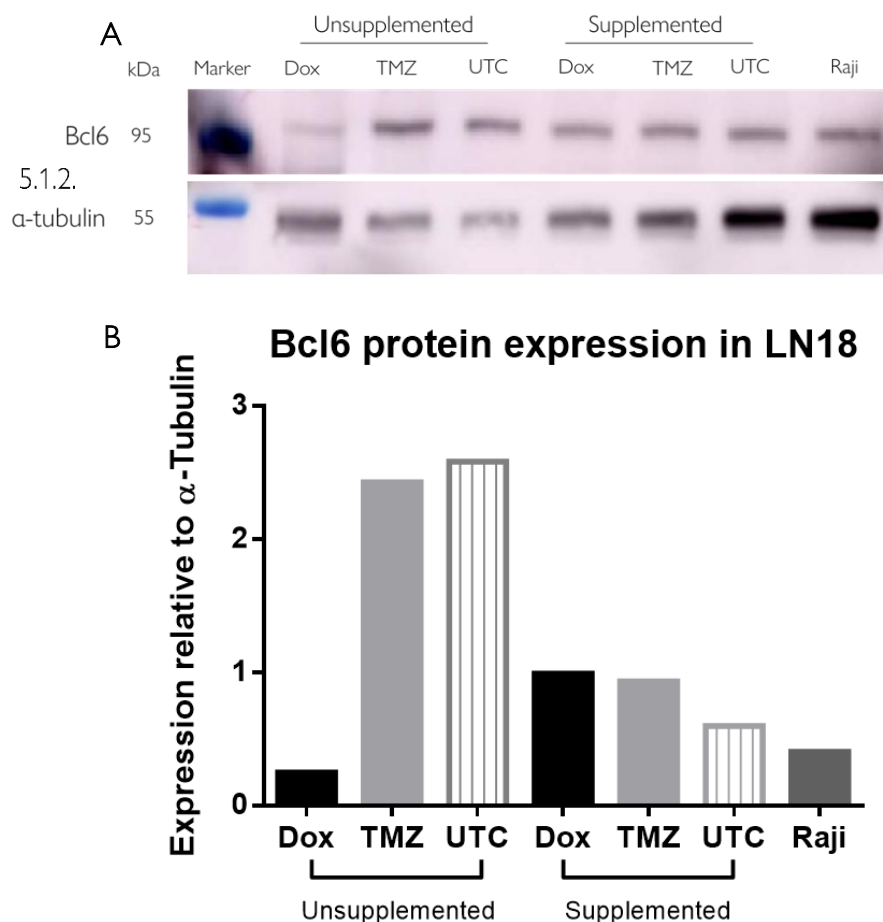 A
Unsupplemented Supplemented
kDa Marker Dox TMZ UTC Dox TMZ UTC Raji
Bcl6 95
5.1.2.
α-tubulin 55
B
Bcl6 protein expression in LN18
Expression relative to α-Tubulin
3
2
1
0
Dox TMZ UTC Dox TMZ UTC Raji
Unsupplemented Supplemented